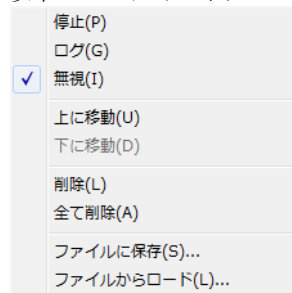 停止(P)
ログ(G)
無視(I)
上に移動(U)
下に移動(D)
削除(L)
全て削除(A)
ファイルに保存(S)...
ファイルからロード(L)...